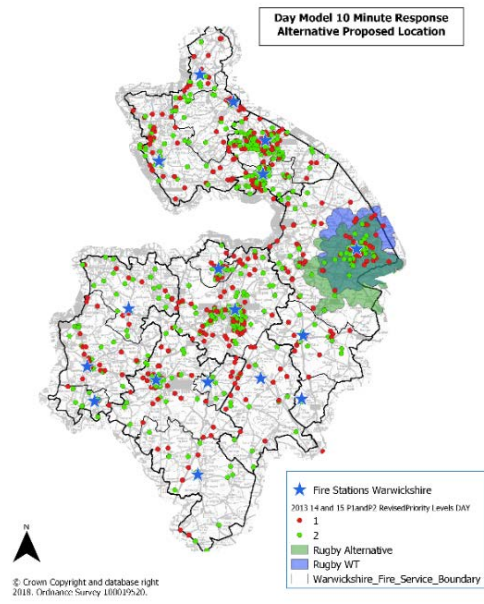 Day Model 10 Minute Response
Alternative Proposed Location
Fire Stations Warwickshire
2013 14 and 15 P1andP2 RevisedPriority Levels DAY
1
2
Rugby Alternative
Rugby WT
Warwickshire_Fire_Service_Boundary
N
© Crown Copyright and database right
2018. Ordnance Survey 100019520.